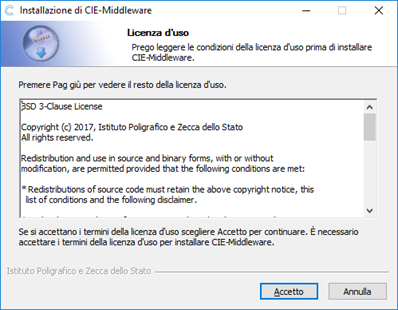 Installazione di CIE-Middleware
Licenza d'uso
Prego leggere le condizioni della licenza d'uso prima di installare
CIE-Middleware.
Premere Pag giù per vedere il resto della licenza d'uso.
BSD 3-Clause License
Copyright (c) 2017, Istituto Poligrafico e Zecca dello Stato
All rights reserved.
Redistribution and use in source and binary forms, with or without
modification, are permitted provided that the following conditions are met:
* Redistributions of source code must retain the above copyright notice, this
list of conditions and the following disclaimer.
Se si accettano i termini della licenza d'uso scegliere Accetto per continuare. È necessario
accettare i termini della licenza d'uso per installare CIE-Middleware.
Istituto Poligrafico e Zecca dello Stato
Accetto
Annulla